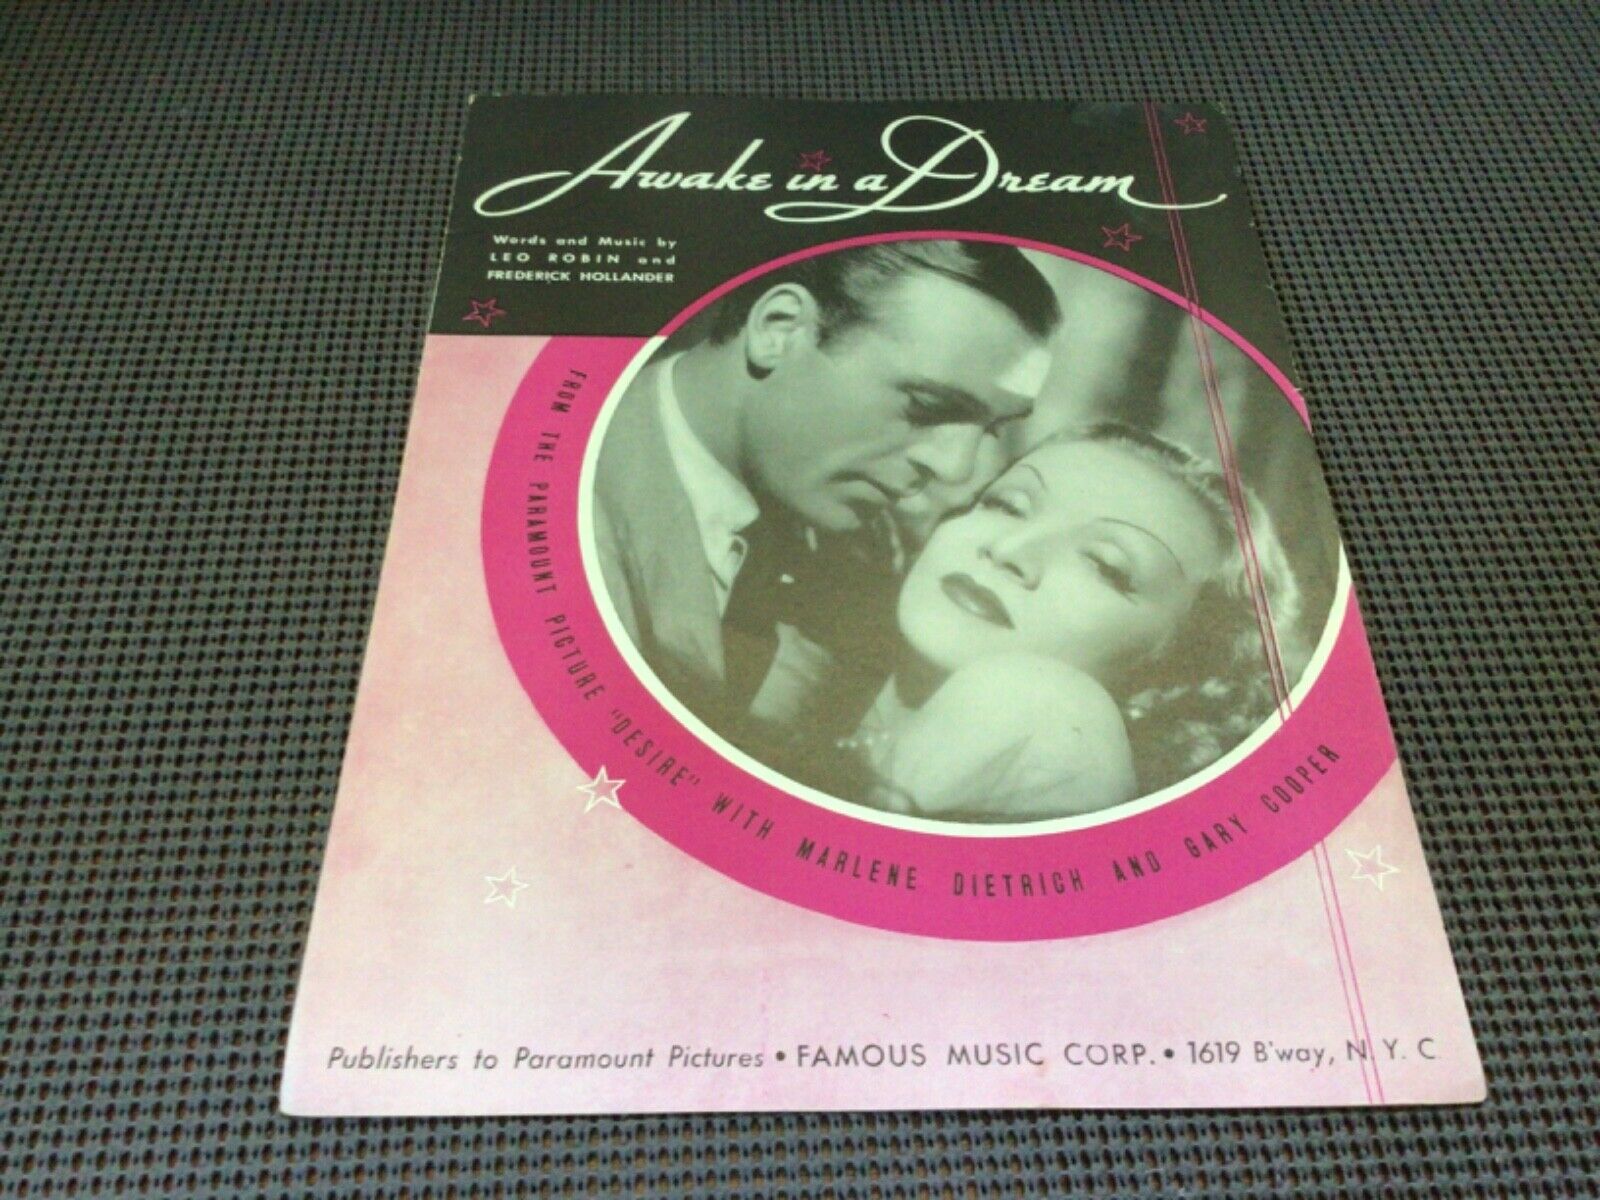 Awake in a Dream
Words and Music by
LEO ROBIN and
FREDERICK HOLLANDER
FROM THE PARAMOUNT PICTURE "DESIRE" WITH MARLENE DIETRICH AND GARY COOPER
Publishers to Paramount Pictures • FAMOUS MUSIC CORP. • 1619 B'way, N. Y. C